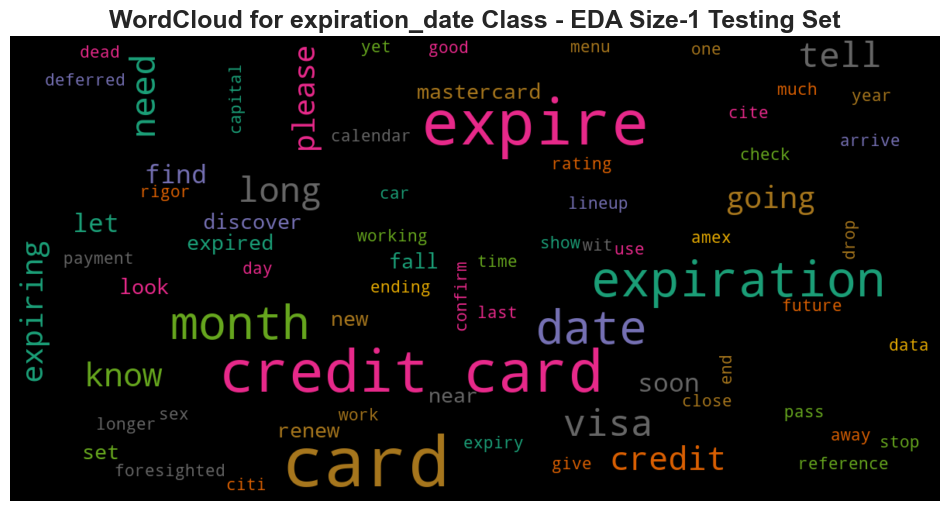 WordCloud for expiration_date Class - EDA Size-1 Testing Set
dead
yet
good
menu
one
tell
deferred
need
capital
please
calendar
mastercard
expire
much
year
cite
check
arrive
find
rigor
long
car
rating
lineup
going
let
discover
expired
working
show
wit
use
amex
drop
payment
day
fall
time
expiring
look
ending
confirm
last
expiration
future
month
new
date
data
know
credit card
near
soon
end
close
longer
sex
work
visa
pass
set
renew
card
expiry
give
credit
away
stop
foresighted
citi
reference